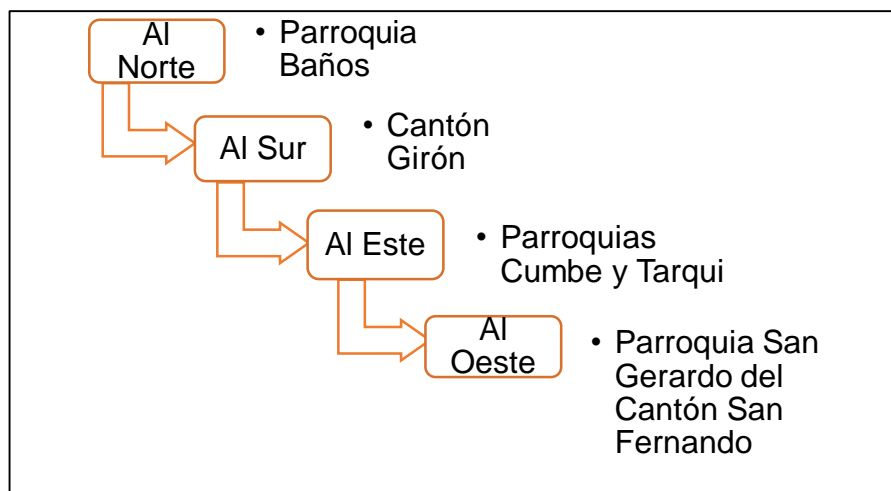 Al
Norte
• Parroquia
Baños
Al Sur
• Cantón
Girón
Al Este
• Parroquias
Cumbe y Tarqui
Al
Oeste
• Parroquia San
Gerardo del
Cantón San
Fernando